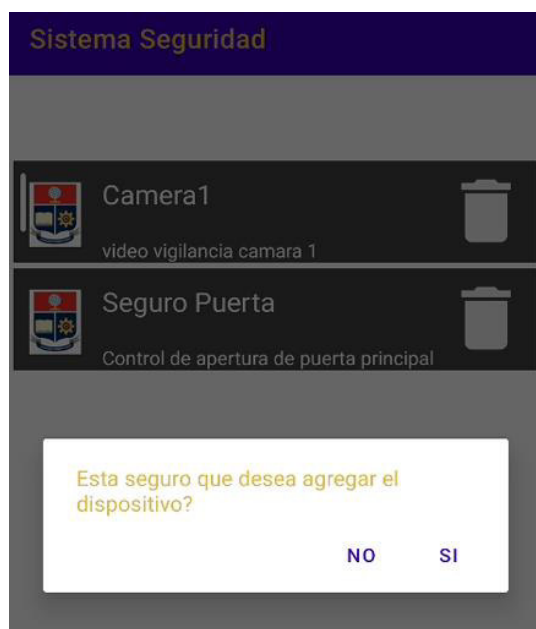 Sistema Seguridad
Camera1
video vigilancia camara 1
Seguro Puerta
Control de apertura de puerta principal
Esta seguro que desea agregar el
dispositivo?
NO SI